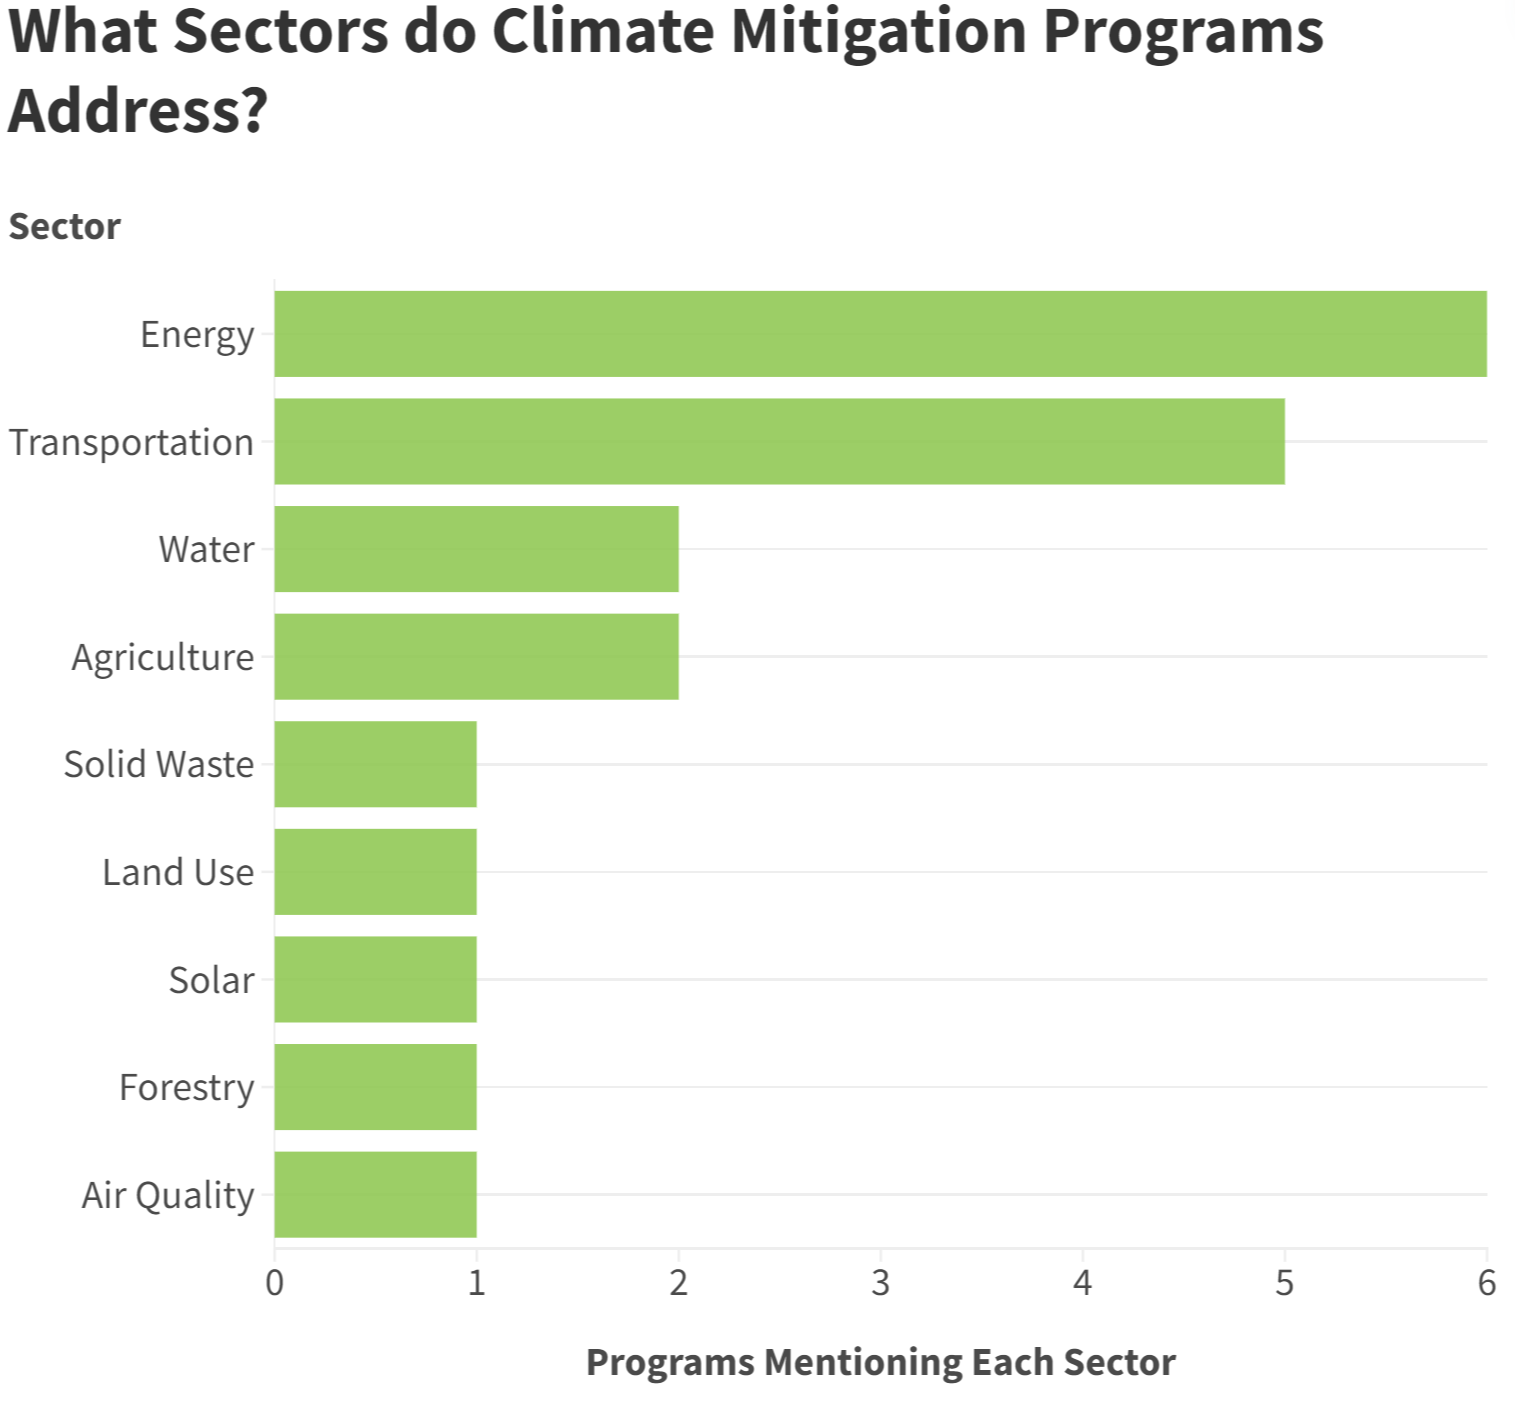 What Sectors do Climate Mitigation Programs
Address?
Sector
Energy
Transportation
Water
Agriculture
Solid Waste
Land Use
Solar
Forestry
Air Quality
0 1 2 3 4 5 6
Programs Mentioning Each Sector